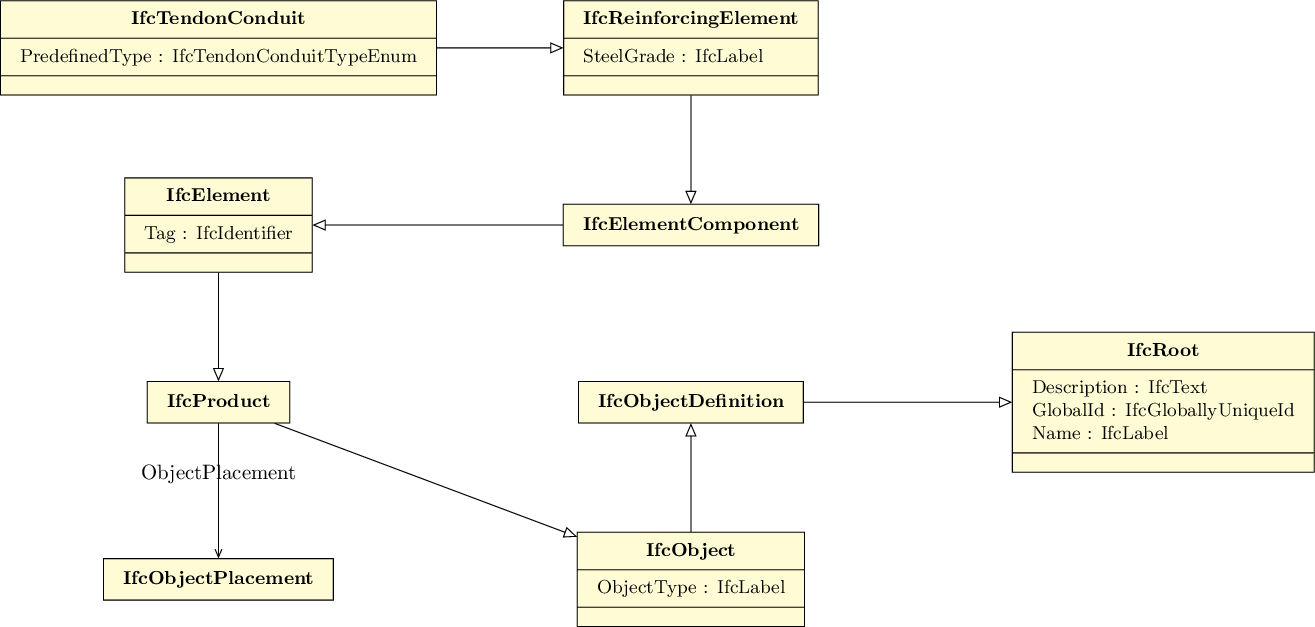 IfcTendonConduit
PredefinedType : IfcTendonConduitTypeEnum
IfcReinforcingElement
SteelGrade : IfcLabel
IfcElement
Tag : IfcIdentifier
IfcElementComponent
IfcProduct
IfcObjectDefinition
IfcRoot
Description : IfcText
GlobalId : IfcGloballyUniqueId
Name : IfcLabel
ObjectPlacement
IfcObjectPlacement
IfcObject
ObjectType : IfcLabel